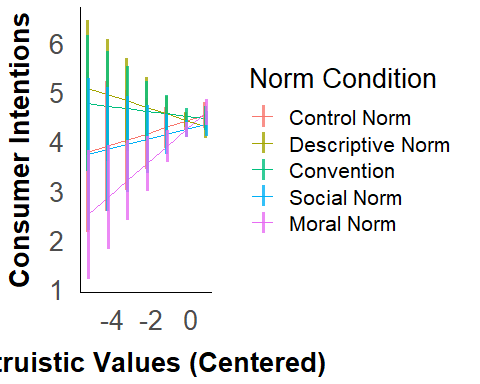 Consumer Intentions
6
5
4
3
2
1
-4 -2 0
truistic Values (Centered)
Norm Condition
Control Norm
Descriptive Norm
Convention
Social Norm
Moral Norm